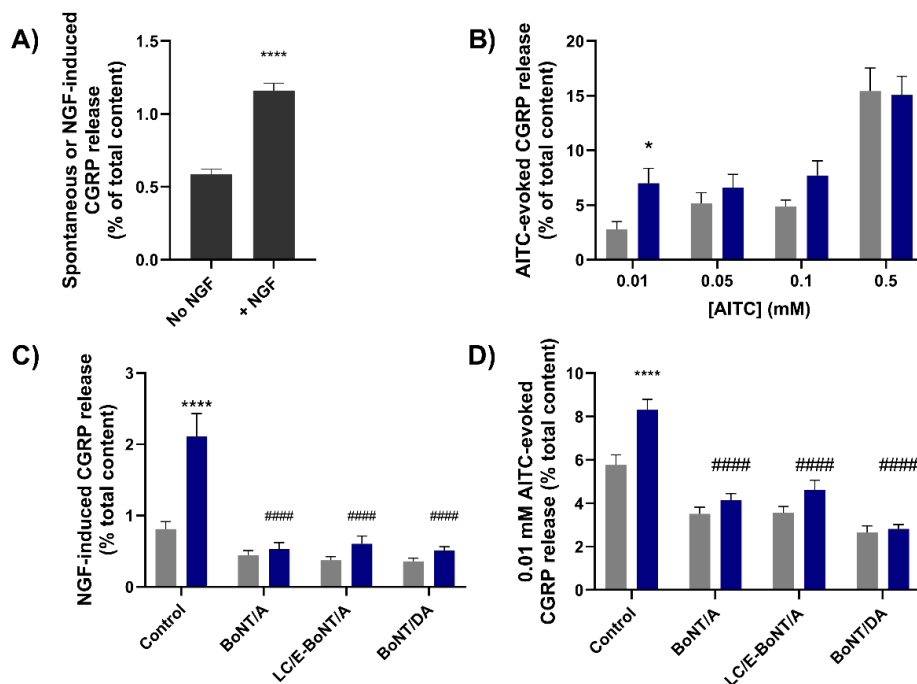 A)
Spontaneous or NGF-induced
CGRP release
(% of total content)
1.5
1.0
0.5
0.0
****
No NGF
+ NGF
B)
AITC-evoked CGRP release
(% of total content)
20
15
10
5
0
*
0.01
0.05
0.1
0.5
[AITC] (mM)
C)
NGF-induced CGRP release
(% total content)
3
2
1
0
****
####
####
####
Control
BoNT/A
LC/E-BoNT/A
BoNT/DA
D)
0.01 mM AITC-evoked
CGRP release (% total content)
10
8
6
4
2
0
****
####
####
####
Control
BoNT/A
LC/E-BoNT/A
BoNT/DA